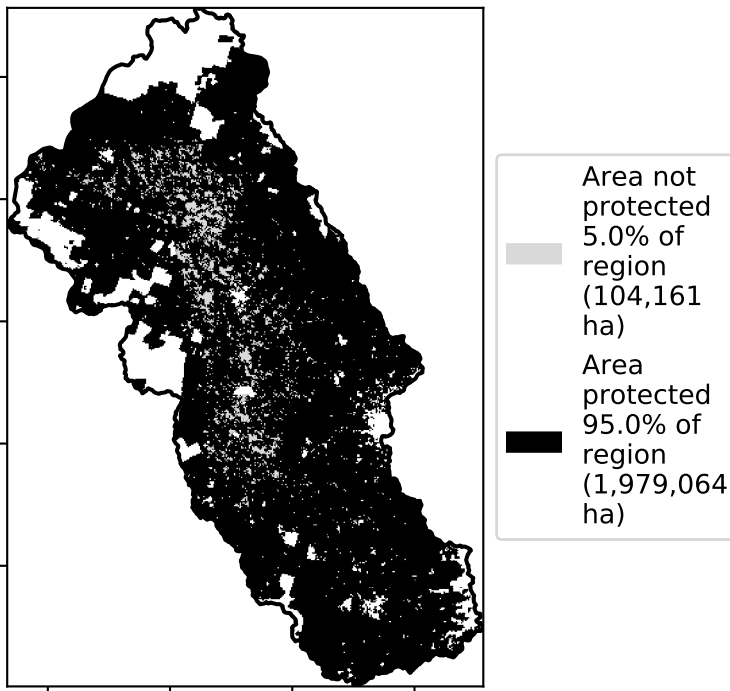 Area not
protected
5.0% of
region
(104,161
ha)
Area
protected
95.0% of
region
(1,979,064
ha)